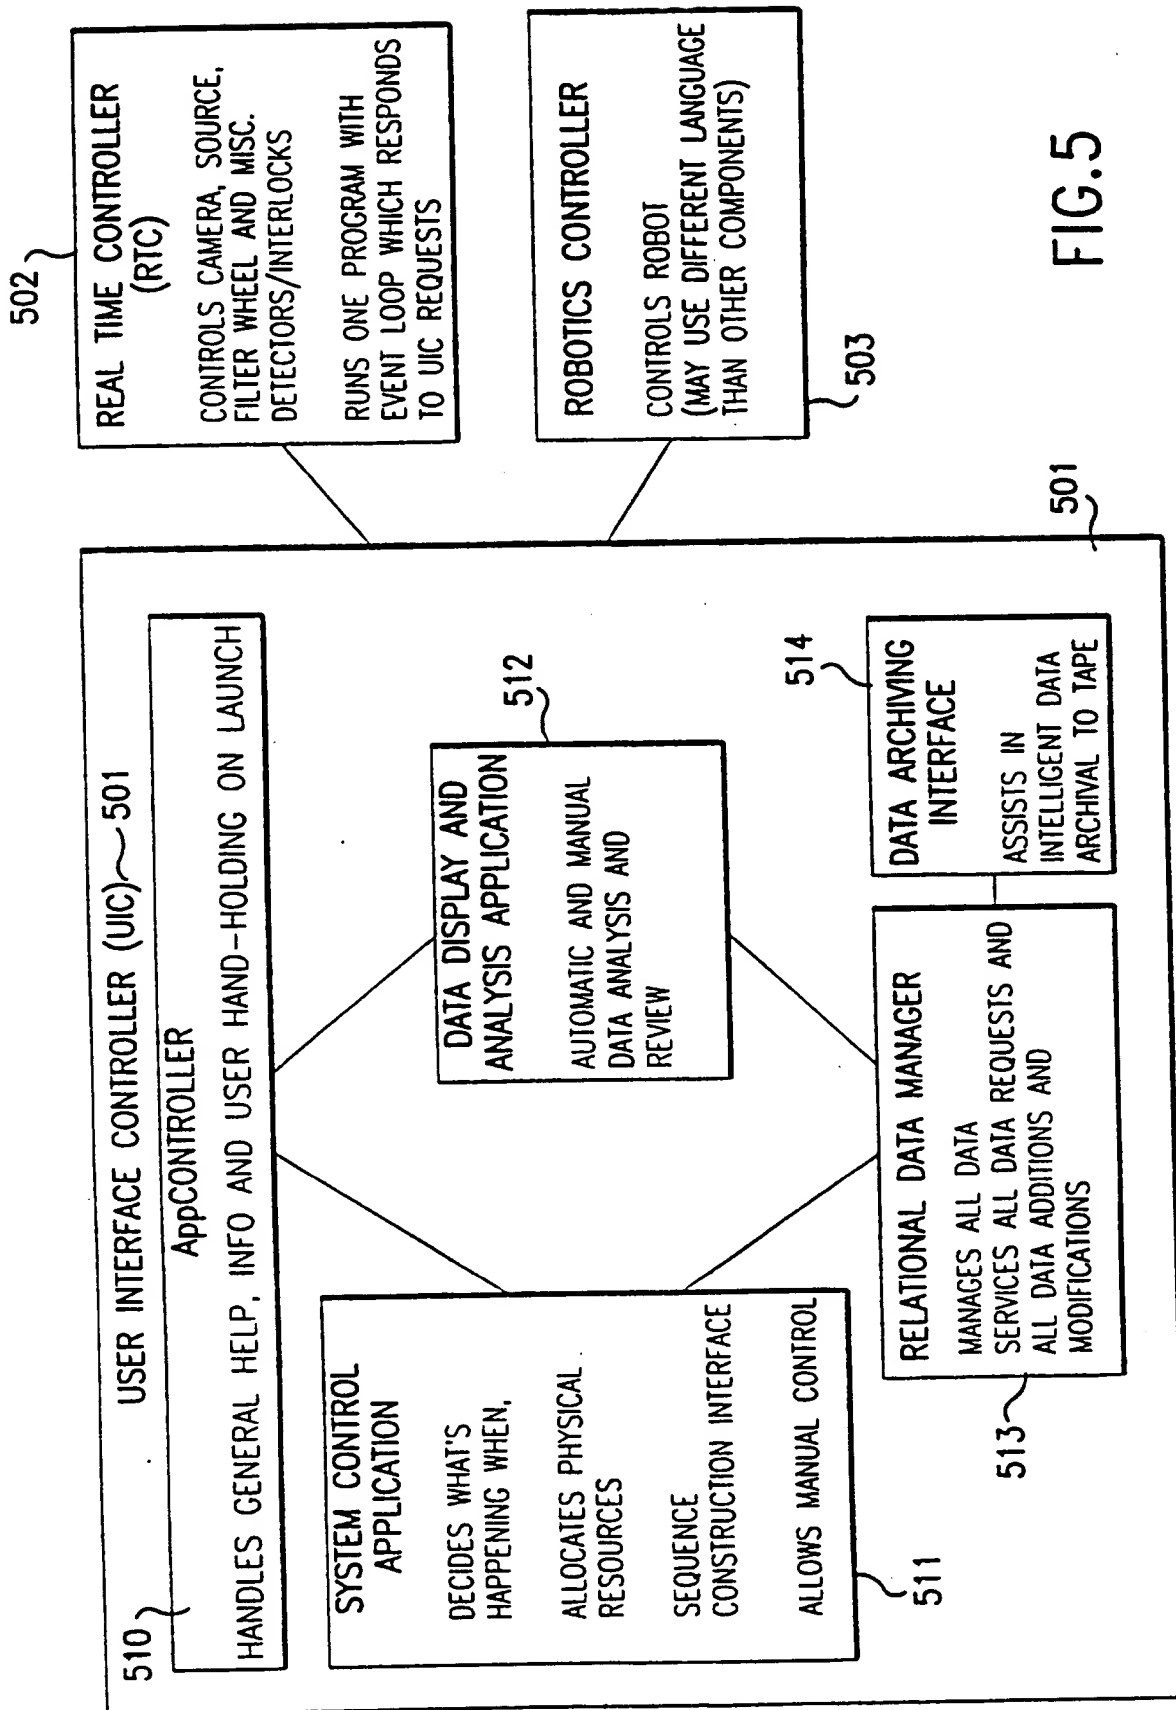 USER INTERFACE CONTROLLER (UIC) 501
510
AppCONTROLLER
HANDLES GENERAL HELP, INFO AND USER HAND-HOLDING ON LAUNCH
SYSTEM CONTROL
APPLICATION
DECIDES WHAT'S
HAPPENING WHEN,
ALLOCATES PHYSICAL
RESOURCES
SEQUENCE
CONSTRUCTION INTERFACE
ALLOWS MANUAL CONTROL
511
512
DATA DISPLAY AND
ANALYSIS APPLICATION
AUTOMATIC AND MANUAL
DATA ANALYSIS AND
REVIEW
RELATIONAL DATA MANAGER
MANAGES ALL DATA
SERVICES ALL DATA REQUESTS AND
ALL DATA ADDITIONS AND
MODIFICATIONS
513
514
DATA ARCHIVING
INTERFACE
ASSISTS IN
INTELLIGENT DATA
ARCHIVAL TO TAPE
501
502
REAL TIME CONTROLLER
(RTC)
CONTROLS CAMERA, SOURCE,
FILTER WHEEL AND MISC.
DETECTORS/INTERLOCKS
RUNS ONE PROGRAM WITH
EVENT LOOP WHICH RESPONDS
TO UIC REQUESTS
ROBOTICS CONTROLLER
CONTROLS ROBOT
(MAY USE DIFFERENT LANGUAGE
THAN OTHER COMPONENTS)
503
FIG.5